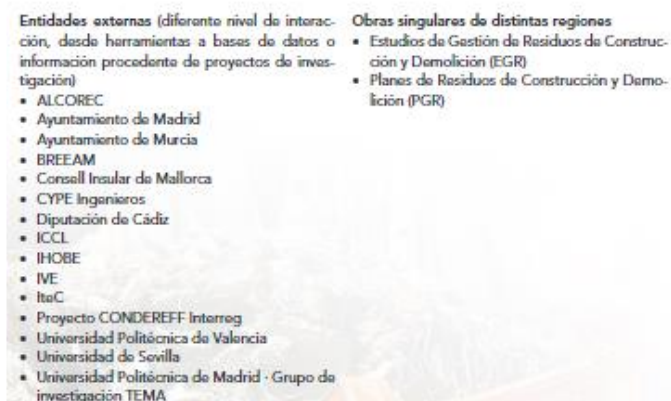 Entidades externas (diferente nivel de interac-
ción, desde herramientas a bases de datos o
información procedente de proyectos de inves-
tigación)
• ALCOREC
• Ayuntamiento de Madrid
• Ayuntamiento de Murcia
• BREEAM
• Consell Insular de Mallorca
• CYPE Ingenieros
• Diputación de Cádiz
• ICCL
• IHOBE
• IVE
• IteC
• Proyecto CONDEREFF Interreg
• Universidad Politécnica de Valencia
• Universidad de Sevilla
• Universidad Politécnica de Madrid · Grupo de
investigación TEMA
Obras singulares de distintas regiones
• Estudios de Gestión de Residuos de Construc-
ción y Demolición (EGR)
• Planes de Residuos de Construcción y Demo-
lición (PGR)